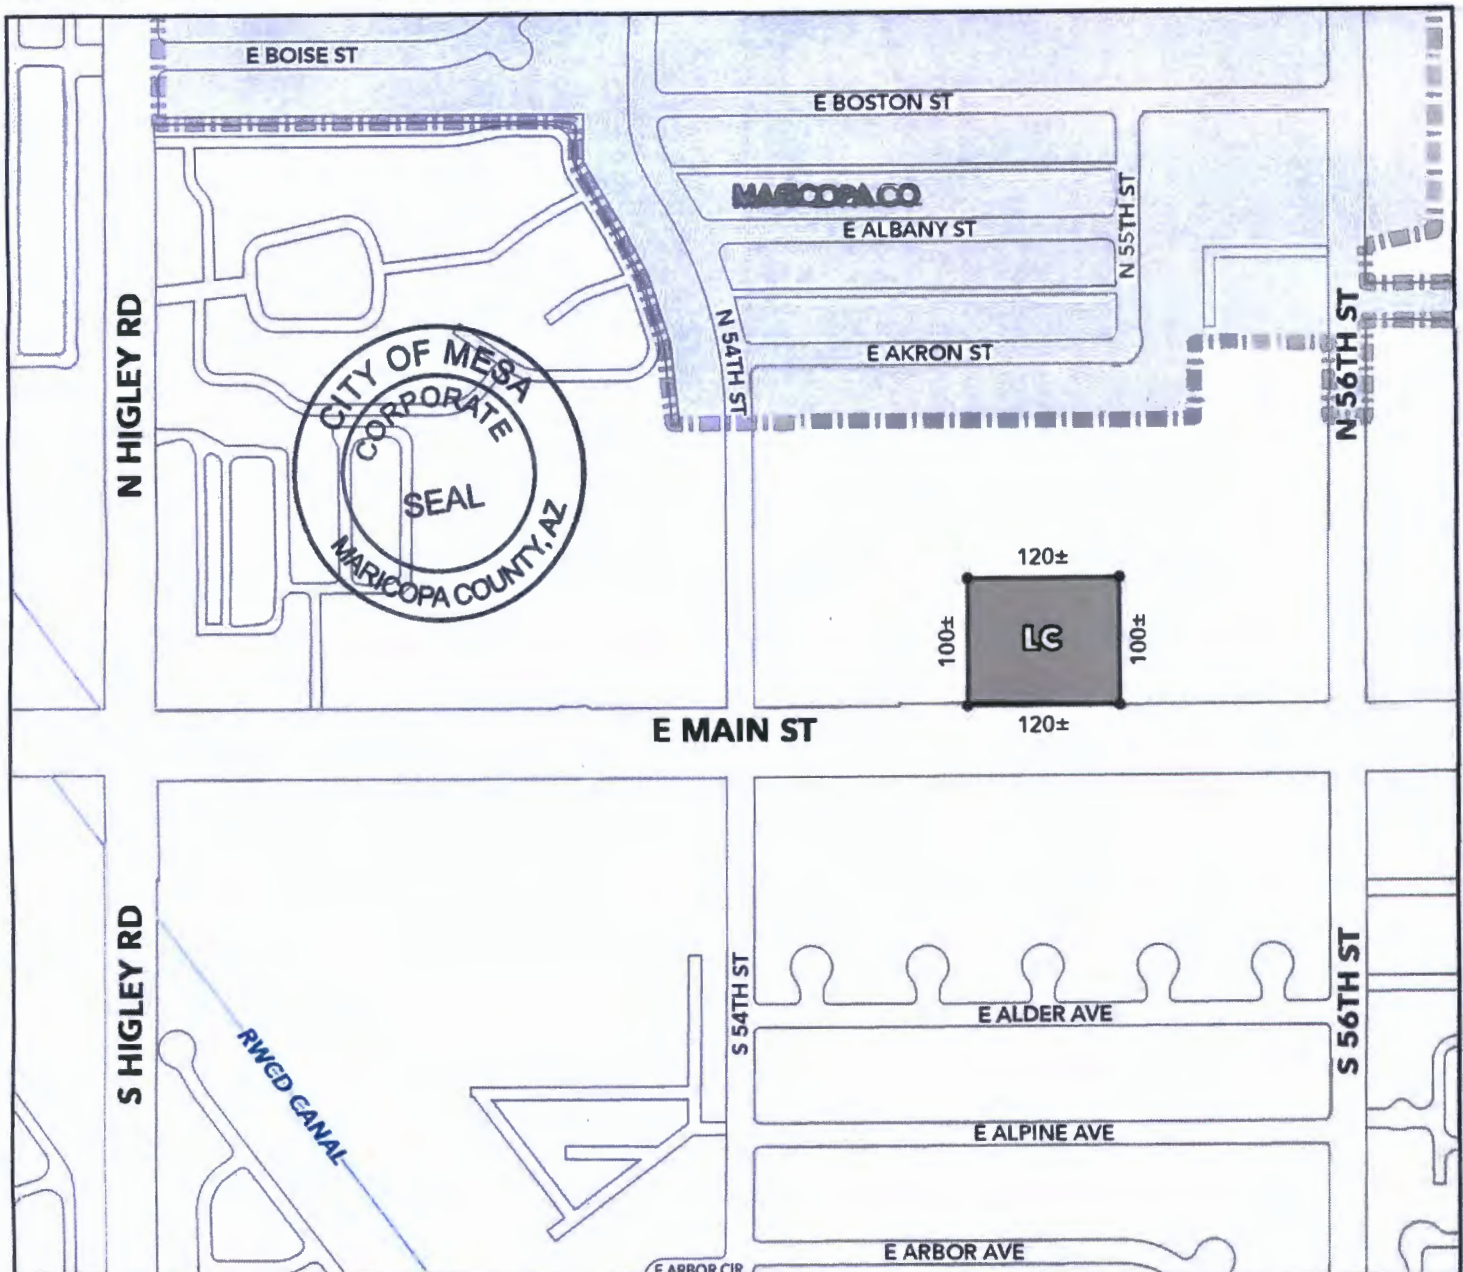 E BOISE ST
E BOSTON ST
MARICOPA CO.
E ALBANY ST
N 55TH ST
N HIGLEY RD
N 54TH ST
E AKRON ST
N 56TH ST
CITY OF MESA
CORPORATE
SEAL
MARICOPA COUNTY, AZ
120±
100±
LC
100±
120±
E MAIN ST
S HIGLEY RD
RWCD CANAL
S 54TH ST
E ALDER AVE
S 56TH ST
E ALPINE AVE
E ARBOR AVE
E ARBOR CIR